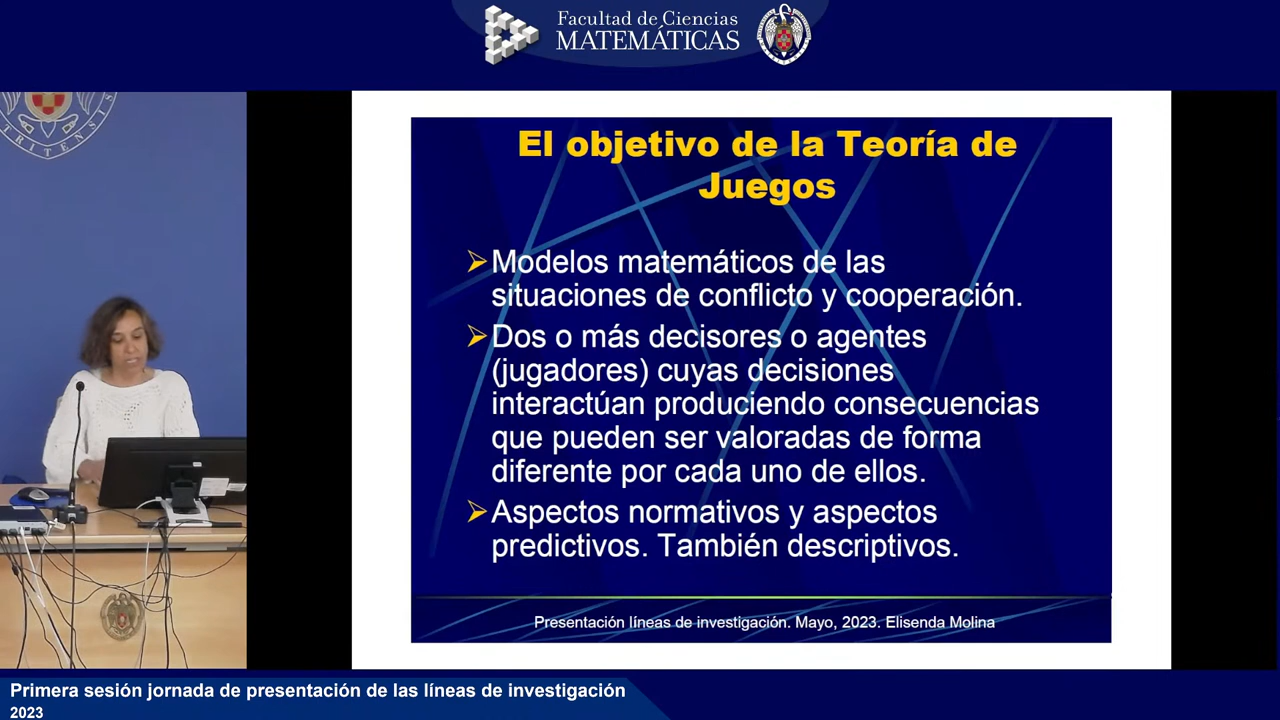 Facultad de Ciencias
MATEMÁTICAS
TRITENSIS
El objetivo de la Teoría de
Juegos
Modelos matemáticos de las
situaciones de conflicto y cooperación.
Dos o más decisores o agentes
(jugadores) cuyas decisiones
interactúan produciendo consecuencias
que pueden ser valoradas de forma
diferente por cada uno de ellos.
Aspectos normativos y aspectos
predictivos. También descriptivos.
Presentación líneas de investigación. Mayo, 2023. Elisenda Molina
Primera sesión jornada de presentación de las líneas de investigación
2023